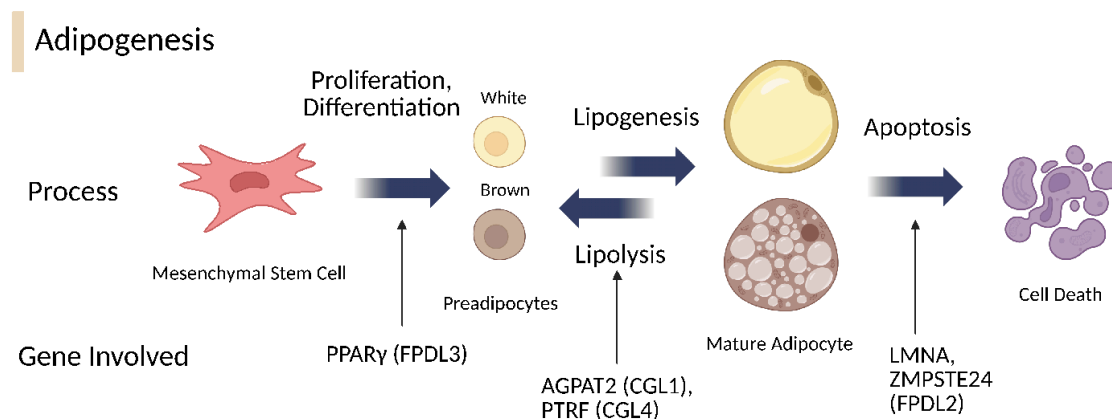 Adipogenesis
Proliferation,
Differentiation
White
Lipogenesis
Apoptosis
Process
Brown
Mesenchymal Stem Cell
Preadipocytes
Lipolysis
Mature Adipocyte
Cell Death
Gene Involved
PPARγ (FPDL3)
AGPAT2 (CGL1),
PTRF (CGL4)
LMNA,
ZMPSTE24
(FPDL2)